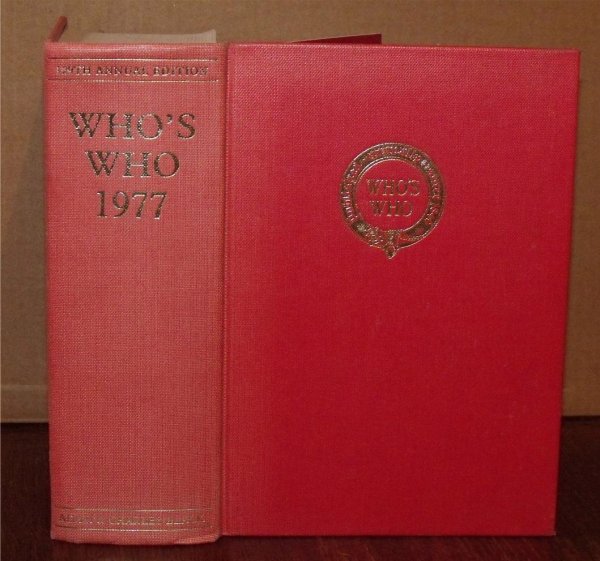 129TH ANNUAL EDITION
WHO'S
WHO
1977
ADAM & CHARLES BLACK
WHO'S
WHO